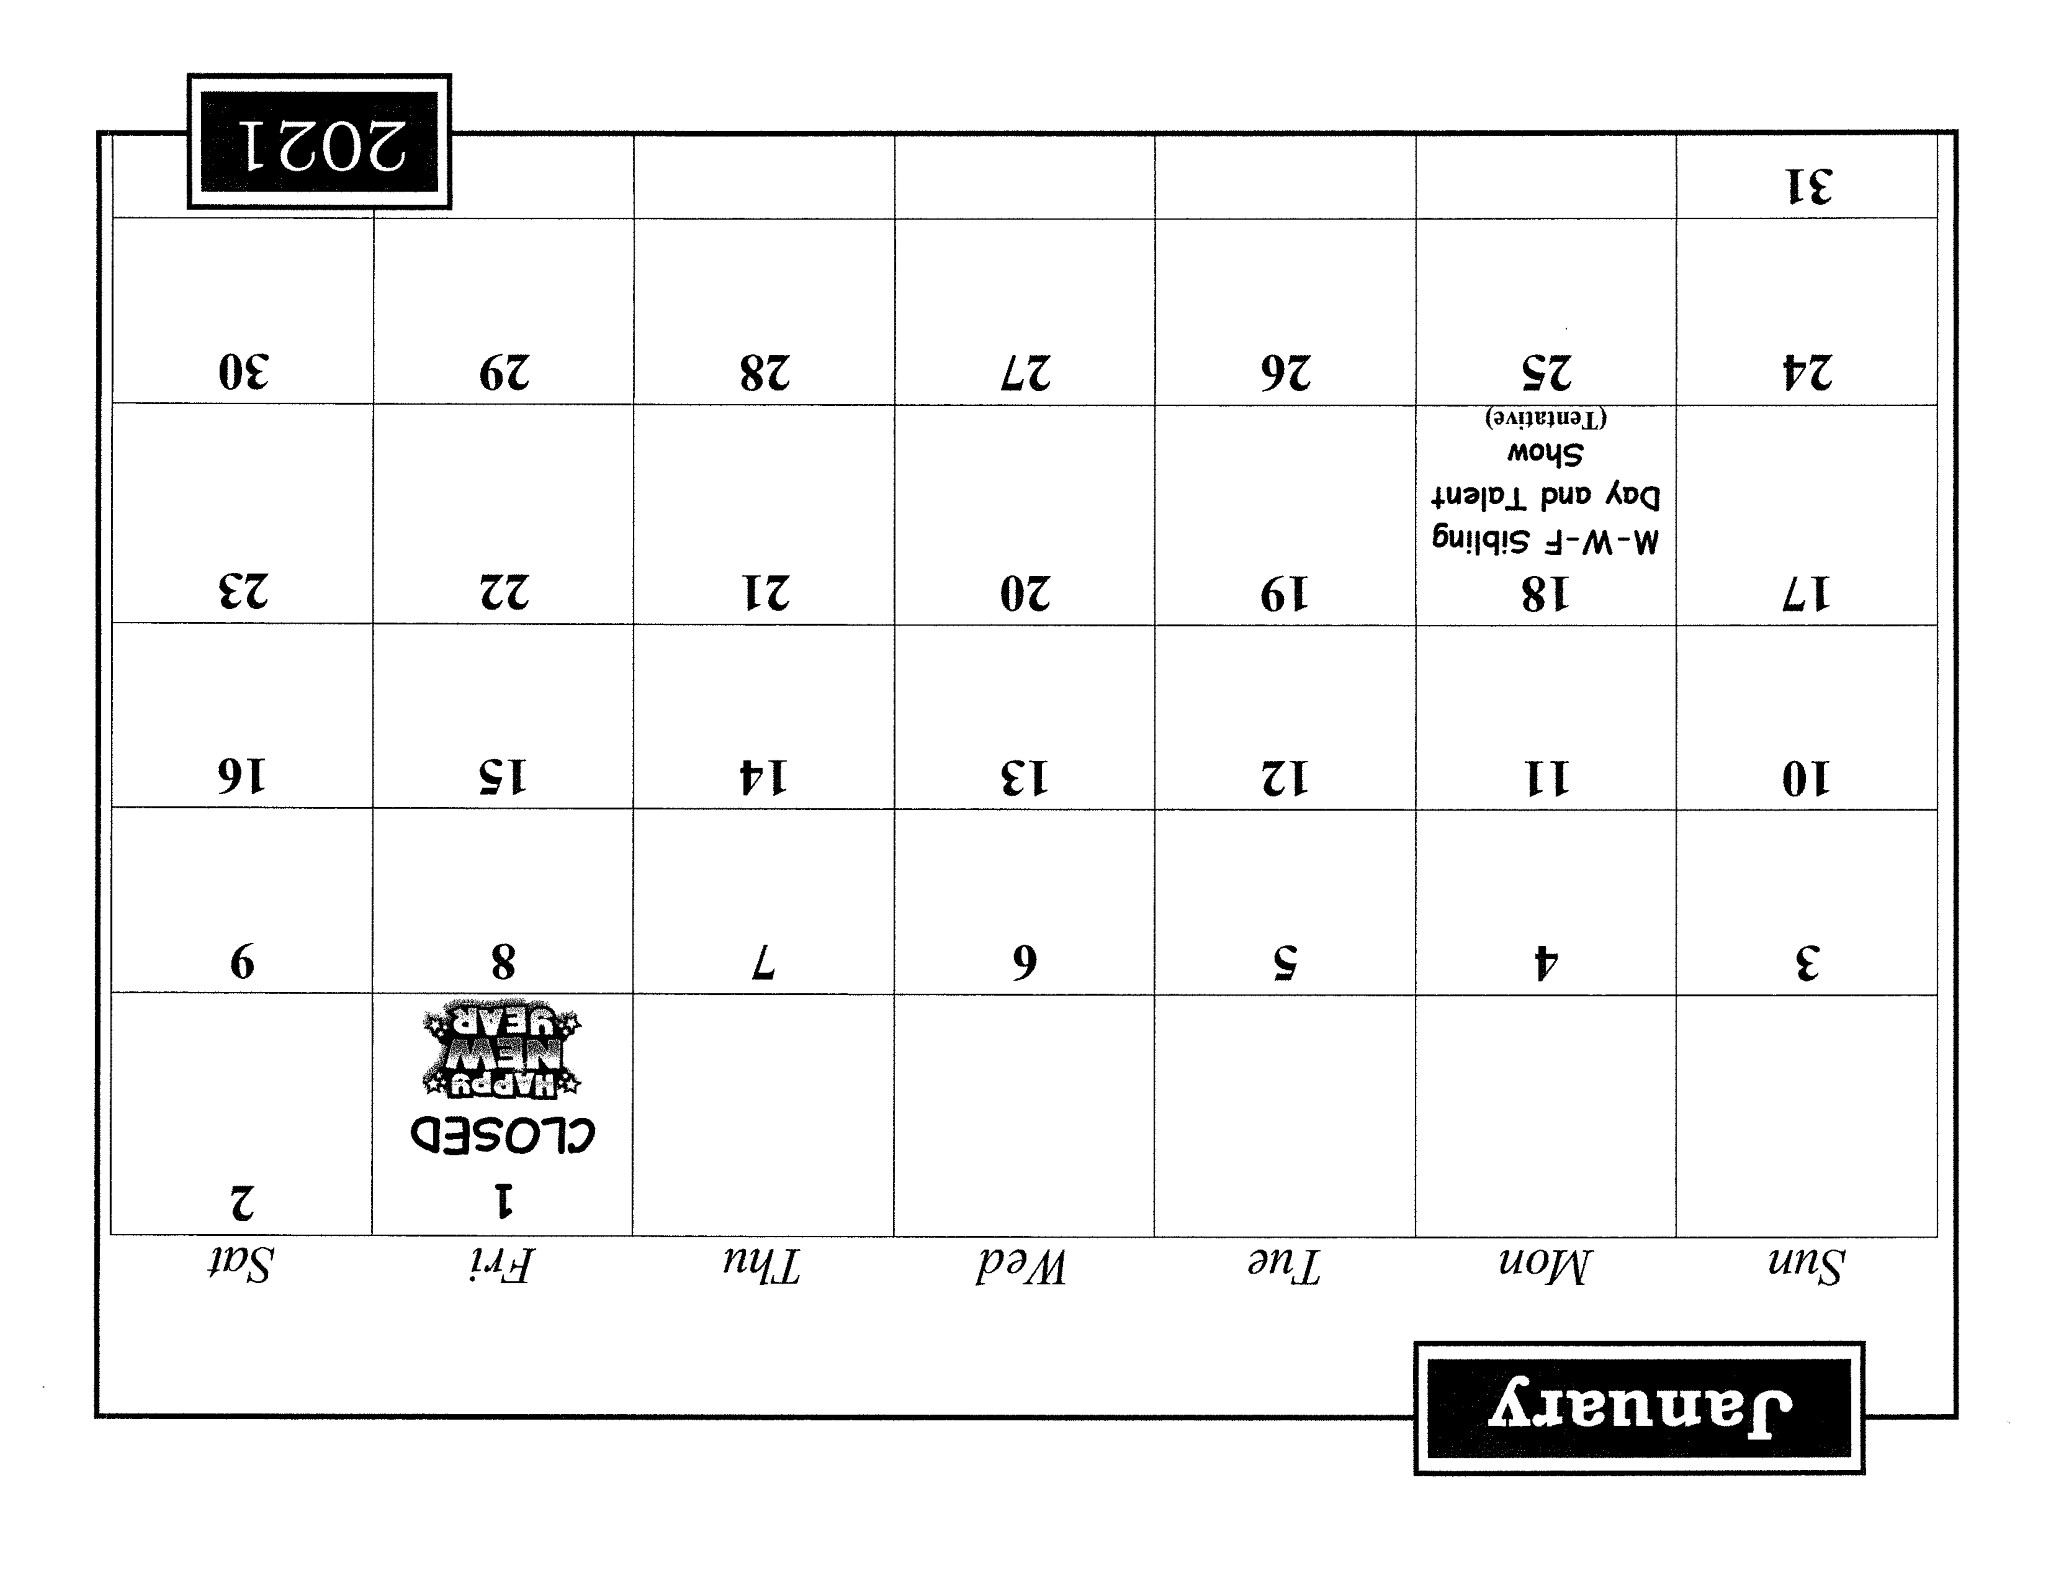 January
Sun Mon Tue Wed Thu Fri Sat
1 2
CLOSED
HAPPY
NEW
YEAR
3 4 5 6 7 8 9
10 11 12 13 14 15 16
17 18 19 20 21 22 23
M-W-F Sibling
Day and Talent
Show
(Tentative)
24 25 26 27 28 29 30
31
2021